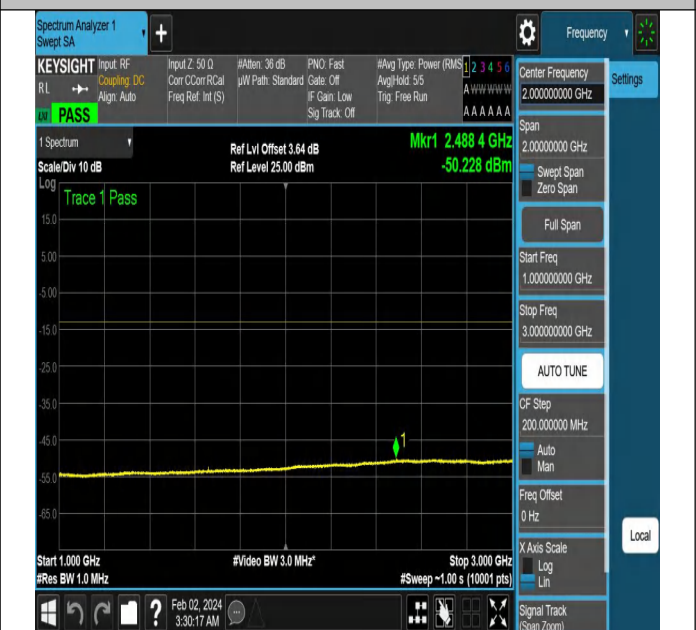 Spectrum Analyzer 1
Swept SA
Frequency
KEYSIGHT
Input: RF
Coupling: DC
Align: Auto
Input Z: 50 Ω
Corr CCorr RCal
Freq Ref: Int (S)
#Atten: 36 dB
µW Path: Standard
PNO: Fast
Gate: Off
IF Gain: Low
Sig Track: Off
#Avg Type: Power (RMS
Avg|Hold: 5/5
Trig: Free Run
1 2 3 4 5 6
A W W W W W
A A A A A A
RL
LXI
PASS
1 Spectrum
Scale/Div 10 dB
Ref Lvl Offset 3.64 dB
Ref Level 25.00 dBm
Mkr1 2.488 4 GHz
-50.228 dBm
Log
Trace 1 Pass
15.0
5.00
-5.00
-15.0
-25.0
-35.0
-45.0
-55.0
-65.0
1
Start 1.000 GHz
#Res BW 1.0 MHz
#Video BW 3.0 MHz*
Stop 3.000 GHz
#Sweep ~1.00 s (10001 pts)
Feb 02, 2024
3:30:17 AM
Center Frequency
2.000000000 GHz
Settings
Span
2.00000000 GHz
Swept Span
Zero Span
Full Span
Start Freq
1.000000000 GHz
Stop Freq
3.000000000 GHz
AUTO TUNE
CF Step
200.000000 MHz
Auto
Man
Freq Offset
0 Hz
X Axis Scale
Log
Lin
Local
Signal Track
(Span Zoom)